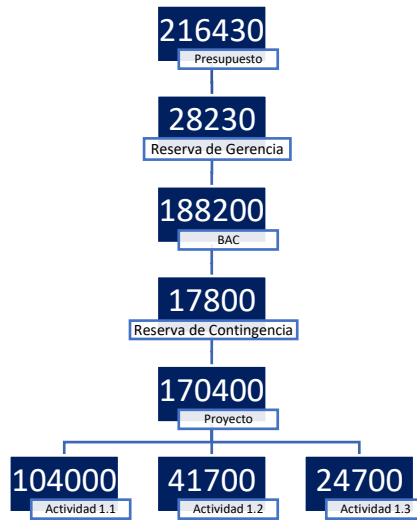 216430
Presupuesto
28230
Reserva de Gerencia
188200
BAC
17800
Reserva de Contingencia
170400
Proyecto
104000
Actividad 1.1
41700
Actividad 1.2
24700
Actividad 1.3